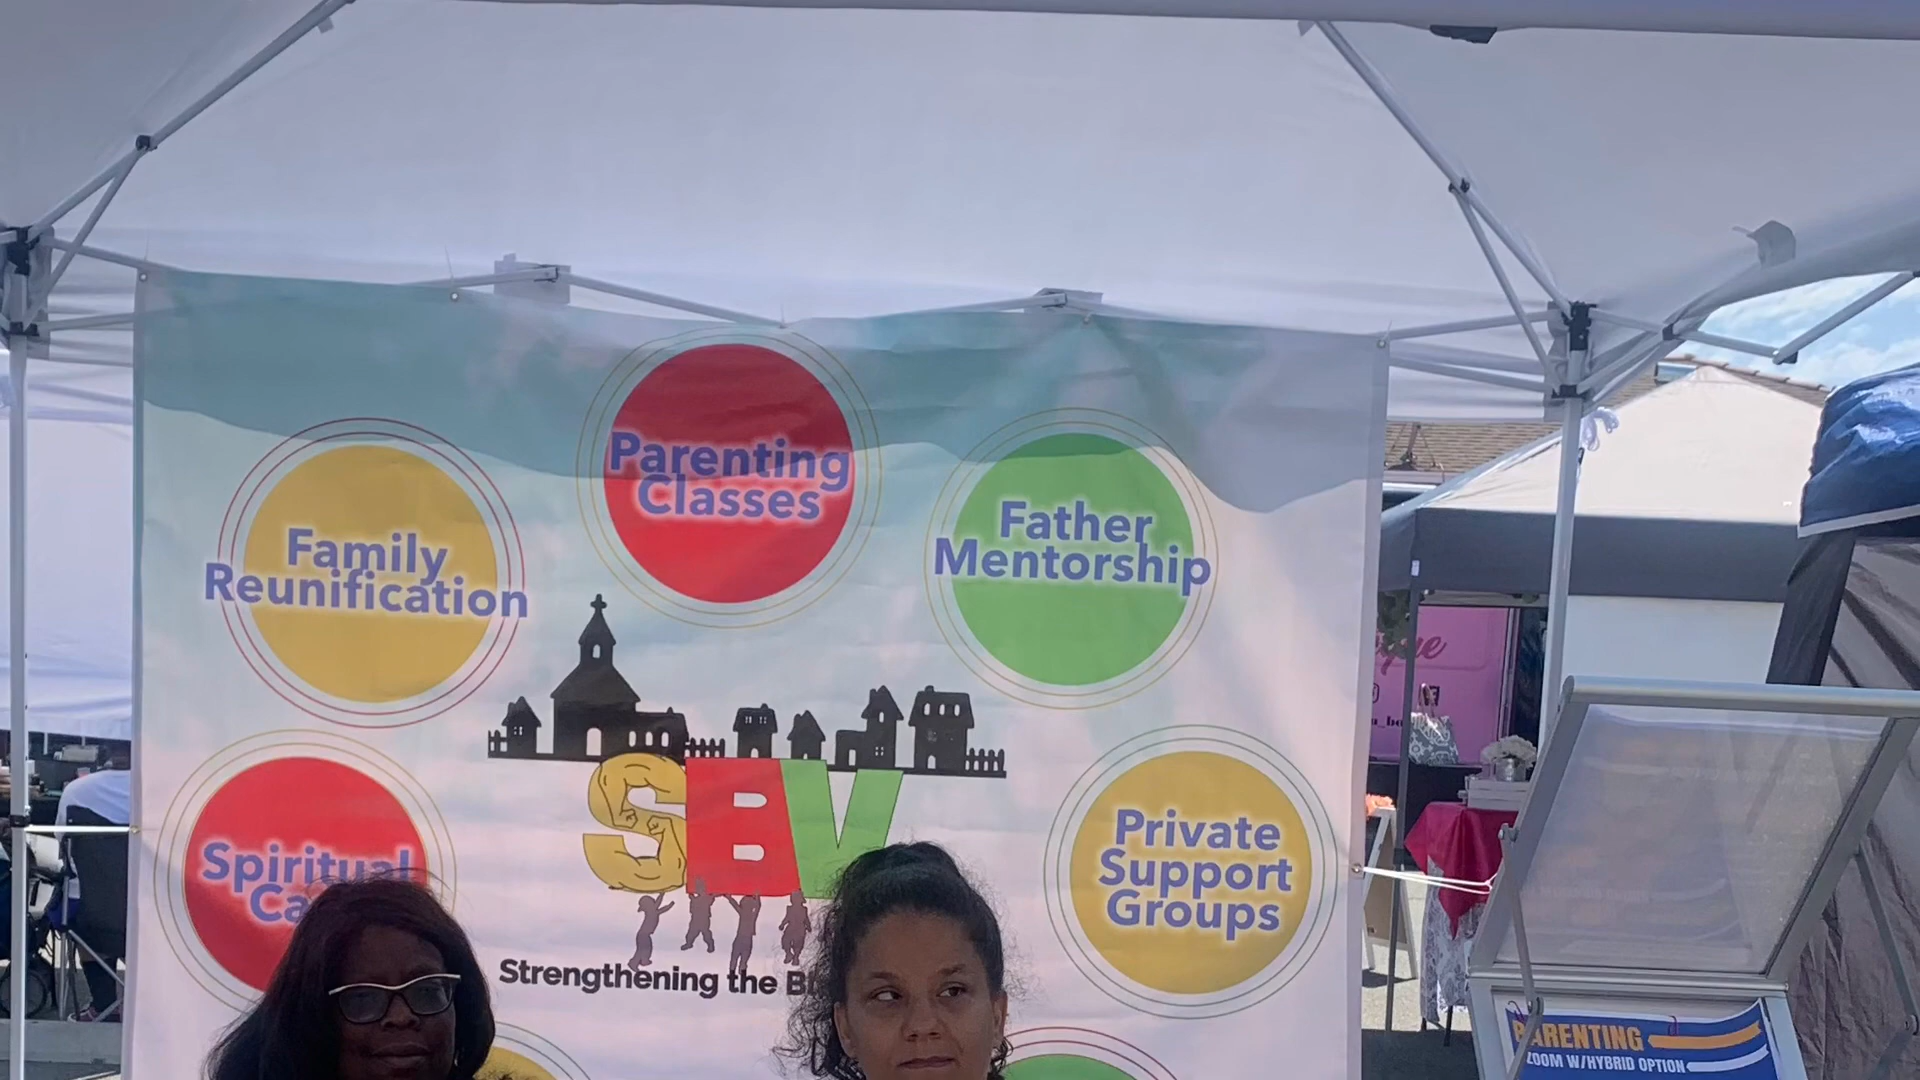 Parenting
Classes
Father
Mentorship
Family
Reunification
SBV
Private
Support
Groups
Spiritual
Strengthening the
PARENTING
ZOOM W/HYBRID OPTION